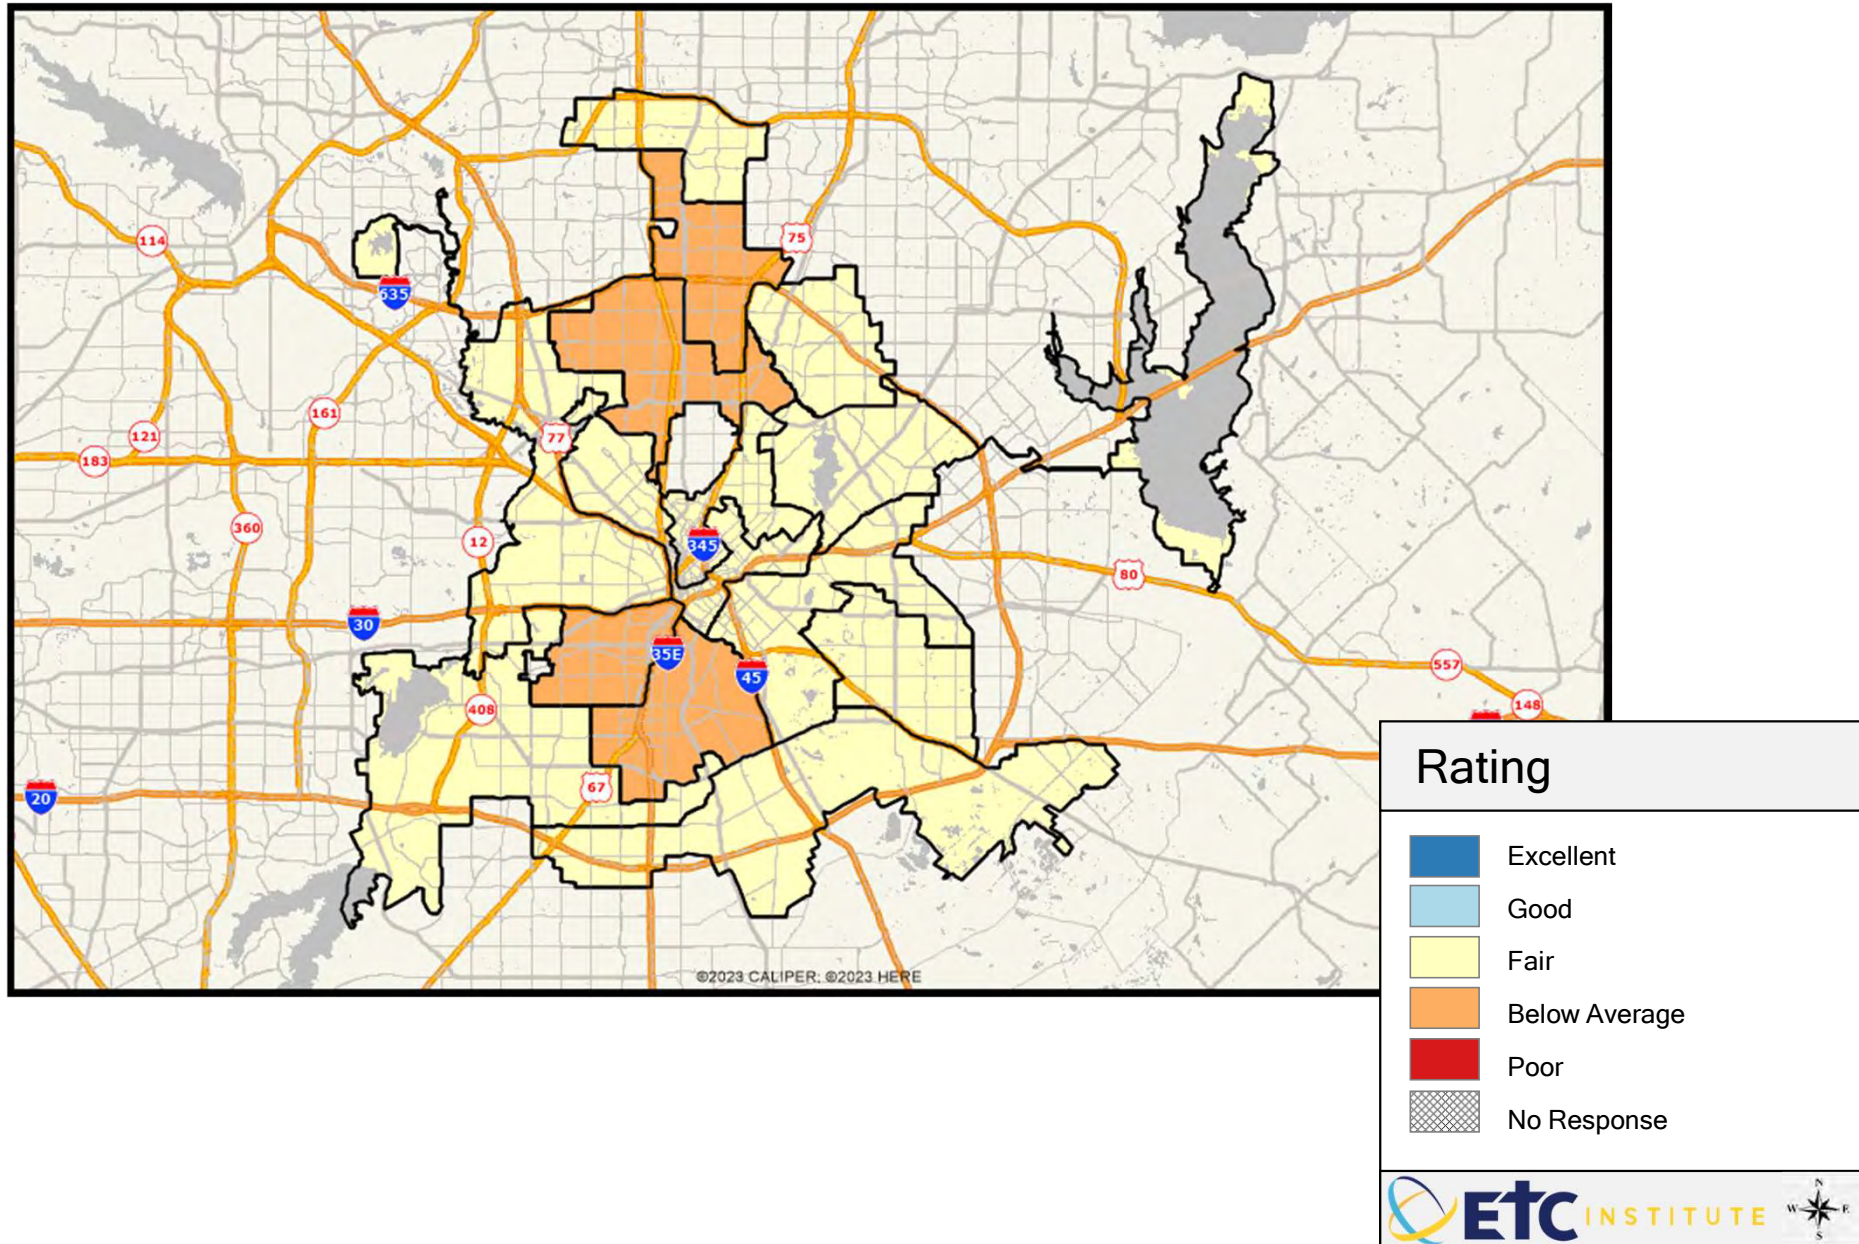 114
75
635
161
121
77
183
360
12
345
80
30
35E
45
557
408
148
67
20
©2023 CALIPER; ©2023 HERE
Rating
Excellent
Good
Fair
Below Average
Poor
No Response
ETC INSTITUTE
N
W E
S